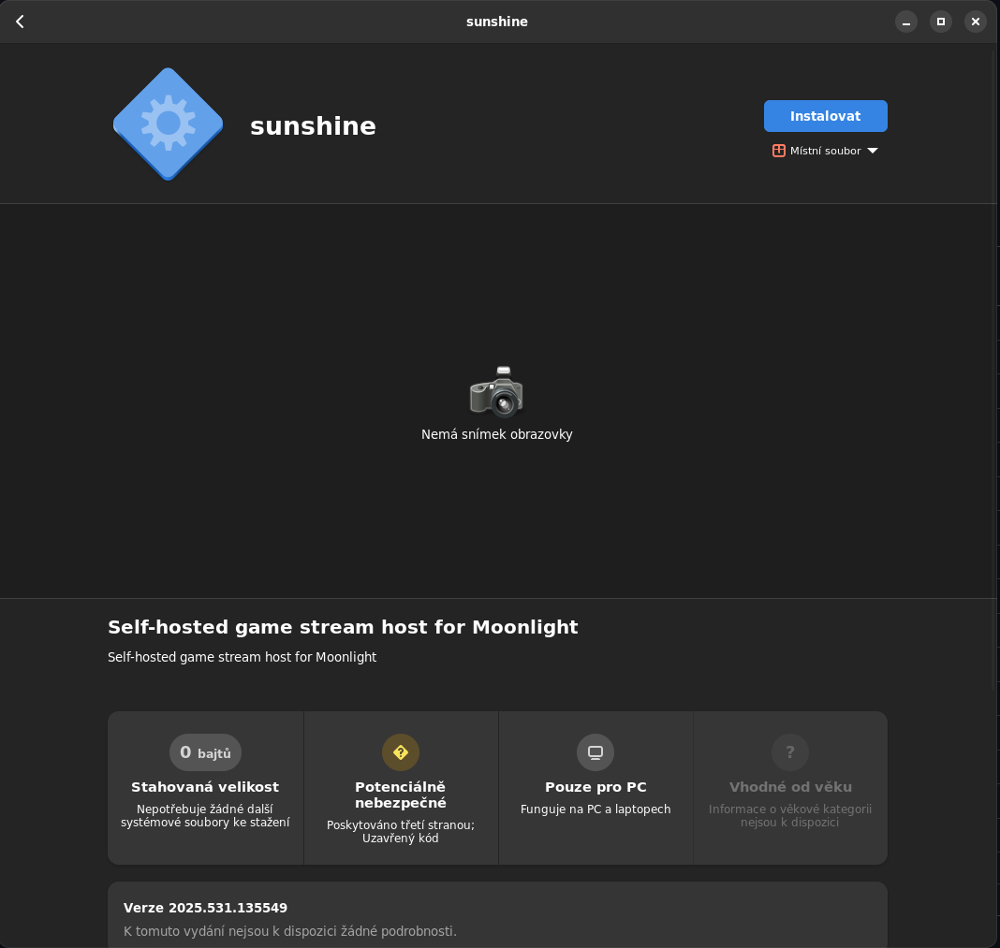 sunshine
sunshine
Instalovat
Místní soubor
Nemá snímek obrazovky
Self-hosted game stream host for Moonlight
Self-hosted game stream host for Moonlight
0 bajtů
Stahovaná velikost
Nepotřebuje žádné další
systémové soubory ke stažení
?
Potenciálně
nebezpečné
Poskytováno třetí stranou;
Uzavřený kód
Pouze pro PC
Funguje na PC a laptopech
?
Vhodné od věku
Informace o věkové kategorii
nejsou k dispozici
Verze 2025.531.135549
K tomuto vydání nejsou k dispozici žádné podrobnosti.